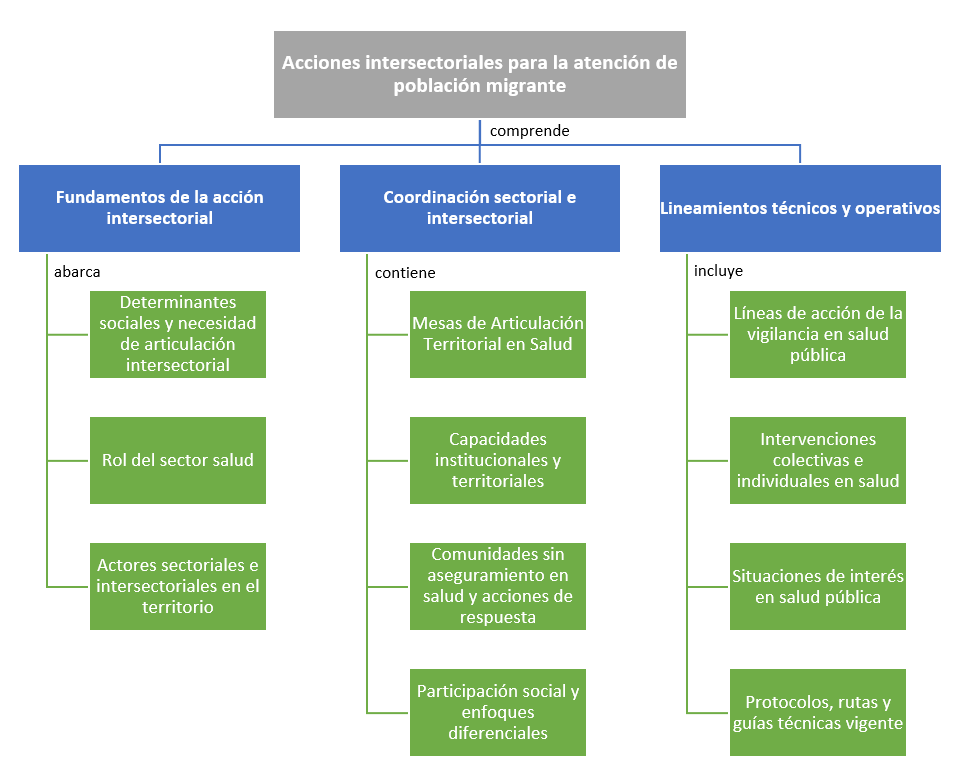 Acciones intersectoriales para la atención de
población migrante
comprende
Fundamentos de la acción
intersectorial
abarca
Determinantes
sociales y necesidad
de articulación
intersectorial
Rol del sector salud
Actores sectoriales e
intersectoriales en el
territorio
Coordinación sectorial e
intersectorial
contiene
Mesas de Articulación
Territorial en Salud
Capacidades
institucionales y
territoriales
Comunidades sin
aseguramiento en
salud y acciones de
respuesta
Participación social y
enfoques
diferenciales
Lineamientos técnicos y operativos
incluye
Líneas de acción de la
vigilancia en salud
pública
Intervenciones
colectivas e
individuales en salud
Situaciones de interés
en salud pública
Protocolos, rutas y
guías técnicas vigente